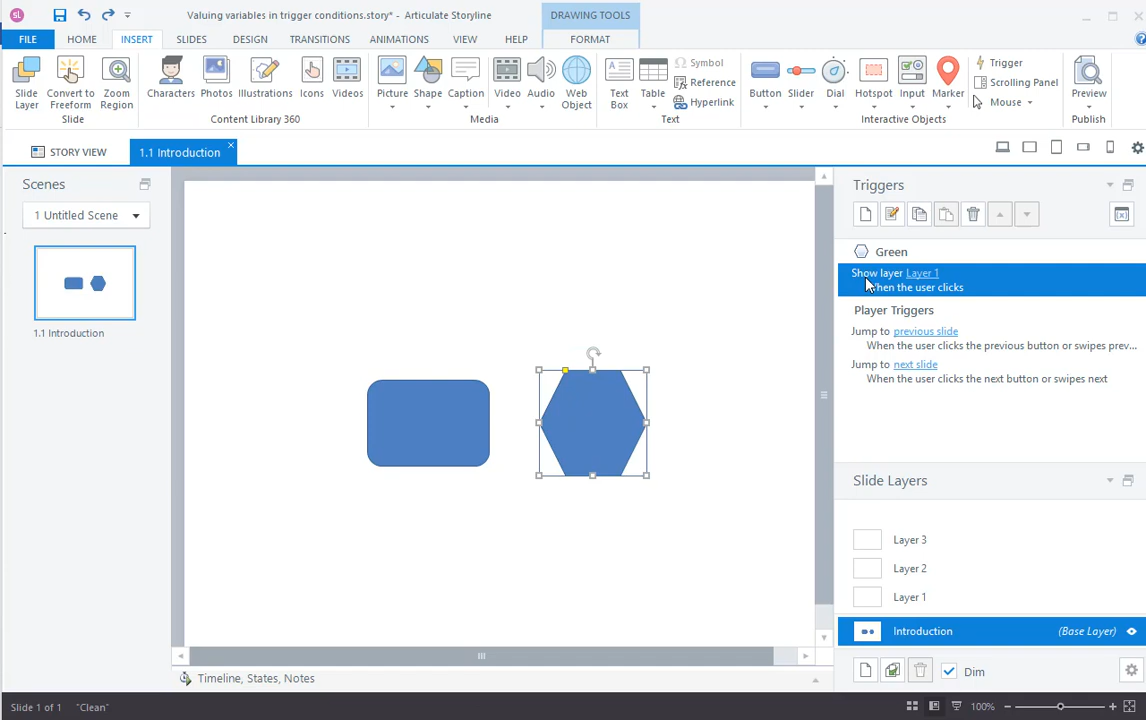 sl
Valuing variables in trigger conditions.story* - Articulate Storyline
DRAWING TOOLS
FILE
HOME
INSERT
SLIDES
DESIGN
TRANSITIONS
ANIMATIONS
VIEW
HELP
FORMAT
Slide
Layer
Convert to
Freeform
Zoom
Region
Characters
Photos
Illustrations
Icons
Videos
Picture
Shape
Caption
Video
Audio
Web
Object
Text
Box
Table
Symbol
Reference
Hyperlink
Button
Slider
Dial
Hotspot
Input
Marker
Trigger
Scrolling Panel
Mouse
Preview
Slide
Content Library 360
Media
Text
Interactive Objects
Publish
STORY VIEW
1.1 Introduction
Scenes
1 Untitled Scene
1.1 Introduction
Triggers
Green
Show layer Layer 1
When the user clicks
Player Triggers
Jump to previous slide
When the user clicks the previous button or swipes prev...
Jump to next slide
When the user clicks the next button or swipes next
Slide Layers
Layer 3
Layer 2
Layer 1
Introduction (Base Layer)
Dim
Timeline, States, Notes
Slide 1 of 1 "Clean"
100%